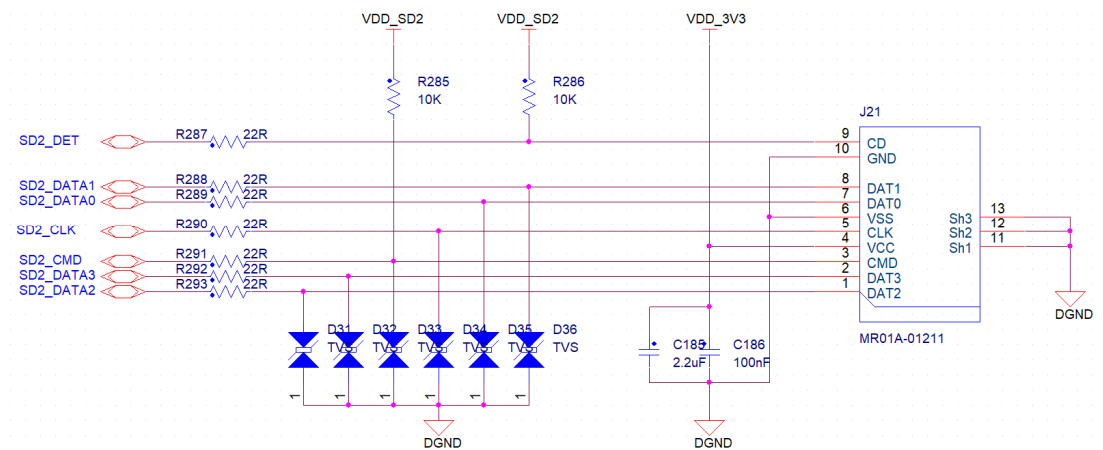 VDD_SD2 VDD_SD2 VDD_3V3
R285
10K
R286
10K
J21
SD2_DET R287 22R 9 CD
10 GND
SD2_DATA1 R288 22R 8 DAT1
SD2_DATA0 R289 22R 7 DAT0
6 VSS Sh3 13
SD2_CLK R290 22R 5 CLK Sh2 12
4 VCC Sh1 11
SD2_CMD R291 22R 3 CMD
SD2_DATA3 R292 22R 2 DAT3
SD2_DATA2 R293 22R 1 DAT2
DGND
MR01A-01211
D31 D32 D33 D34 D35 D36
TVS TVS TVS TVS TVS TVS
C185 C186
2.2uF 100nF
1 1 1 1 1 1
DGND DGND